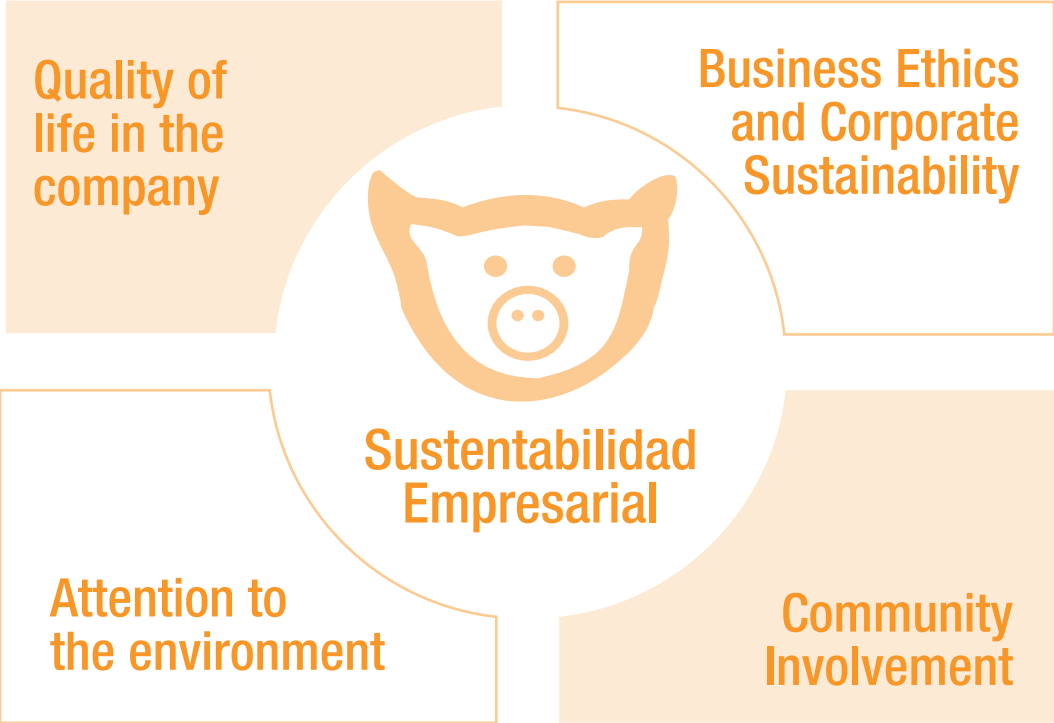 Quality of
life in the
company
Business Ethics
and Corporate
Sustainability
Sustentabilidad
Empresarial
Attention to
the environment
Community
Involvement